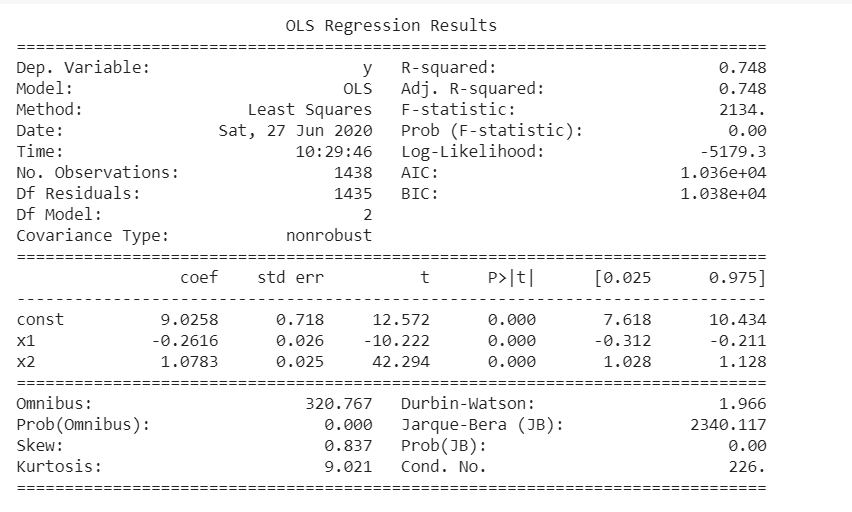 OLS Regression Results
==============================================================================
Dep. Variable: y R-squared: 0.748
Model: OLS Adj. R-squared: 0.748
Method: Least Squares F-statistic: 2134.
Date: Sat, 27 Jun 2020 Prob (F-statistic): 0.00
Time: 10:29:46 Log-Likelihood: -5179.3
No. Observations: 1438 AIC: 1.036e+04
Df Residuals: 1435 BIC: 1.038e+04
Df Model: 2
Covariance Type: nonrobust
==============================================================================
coef std err t P>|t| [0.025 0.975]
------------------------------------------------------------------------------
const 9.0258 0.718 12.572 0.000 7.618 10.434
x1 -0.2616 0.026 -10.222 0.000 -0.312 -0.211
x2 1.0783 0.025 42.294 0.000 1.028 1.128
==============================================================================
Omnibus: 320.767 Durbin-Watson: 1.966
Prob(Omnibus): 0.000 Jarque-Bera (JB): 2340.117
Skew: 0.837 Prob(JB): 0.00
Kurtosis: 9.021 Cond. No. 226.
==============================================================================